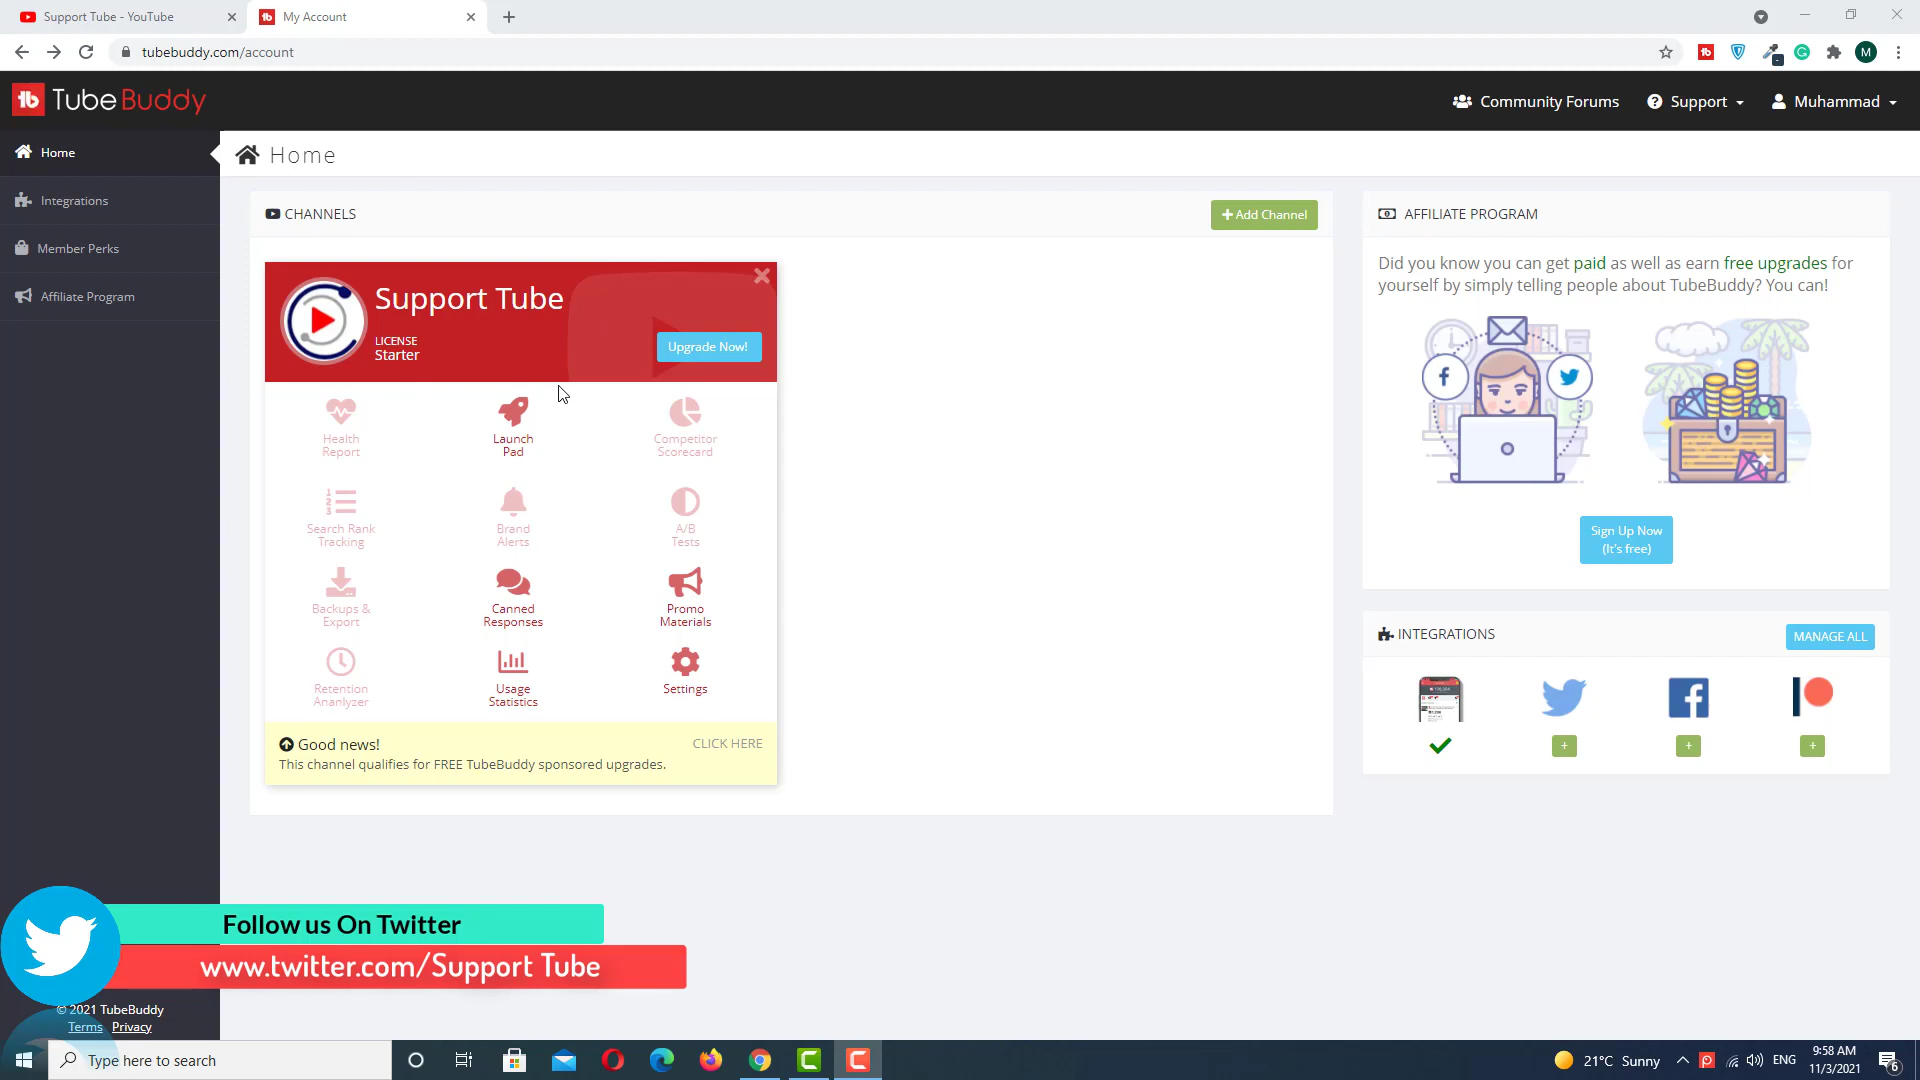 Support Tube - YouTube
My Account
tubebuddy.com/account
M
TubeBuddy
Community Forums
Support
Muhammad
Home
Integrations
Member Perks
Affiliate Program
Home
CHANNELS
+ Add Channel
Support Tube
LICENSE
Starter
Upgrade Now!
Health
Report
Launch
Pad
Competitor
Scorecard
Search Rank
Tracking
Brand
Alerts
A/B
Tests
Backups &
Export
Canned
Responses
Promo
Materials
Retention
Ananlyzer
Usage
Statistics
Settings
Good news!
CLICK HERE
This channel qualifies for FREE TubeBuddy sponsored upgrades.
AFFILIATE PROGRAM
Did you know you can get paid as well as earn free upgrades for
yourself by simply telling people about TubeBuddy? You can!
Sign Up Now
(It's free)
INTEGRATIONS
MANAGE ALL
Follow us On Twitter
www.twitter.com/Support Tube
© 2021 TubeBuddy
Terms Privacy
Type here to search
21°C Sunny
ENG
9:58 AM
11/3/2021
6